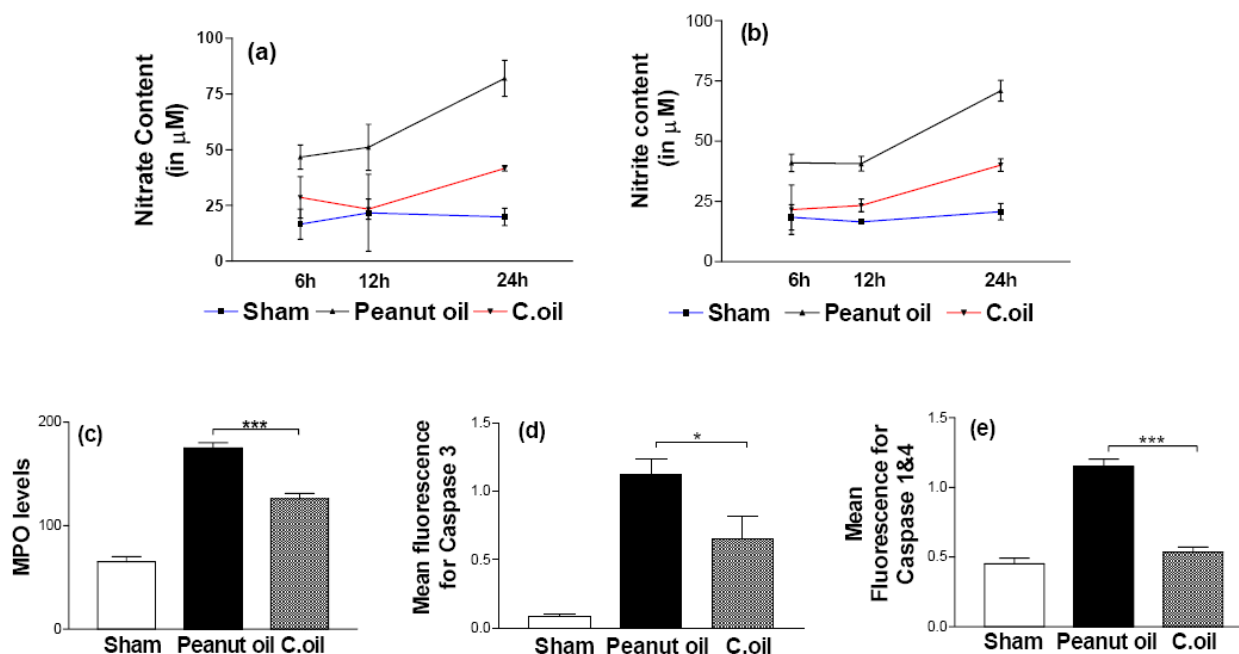 (a)
Nitrate Content
(in μM)
100
75
50
25
0
6h 12h 24h
Sham Peanut oil C.oil
(b)
Nitrite content
(in μM)
100
75
50
25
0
6h 12h 24h
Sham Peanut oil C.oil
(c)
MPO levels
200
100
0
***
Sham Peanut oil C.oil
(d)
Mean fluorescence
for Caspase 3
1.5
1.0
0.5
0.0
*
Sham Peanut oil C.oil
(e)
Mean
Fluorescence for
Caspase 1&4
1.5
1.0
0.5
0.0
***
Sham Peanut oil C.oil